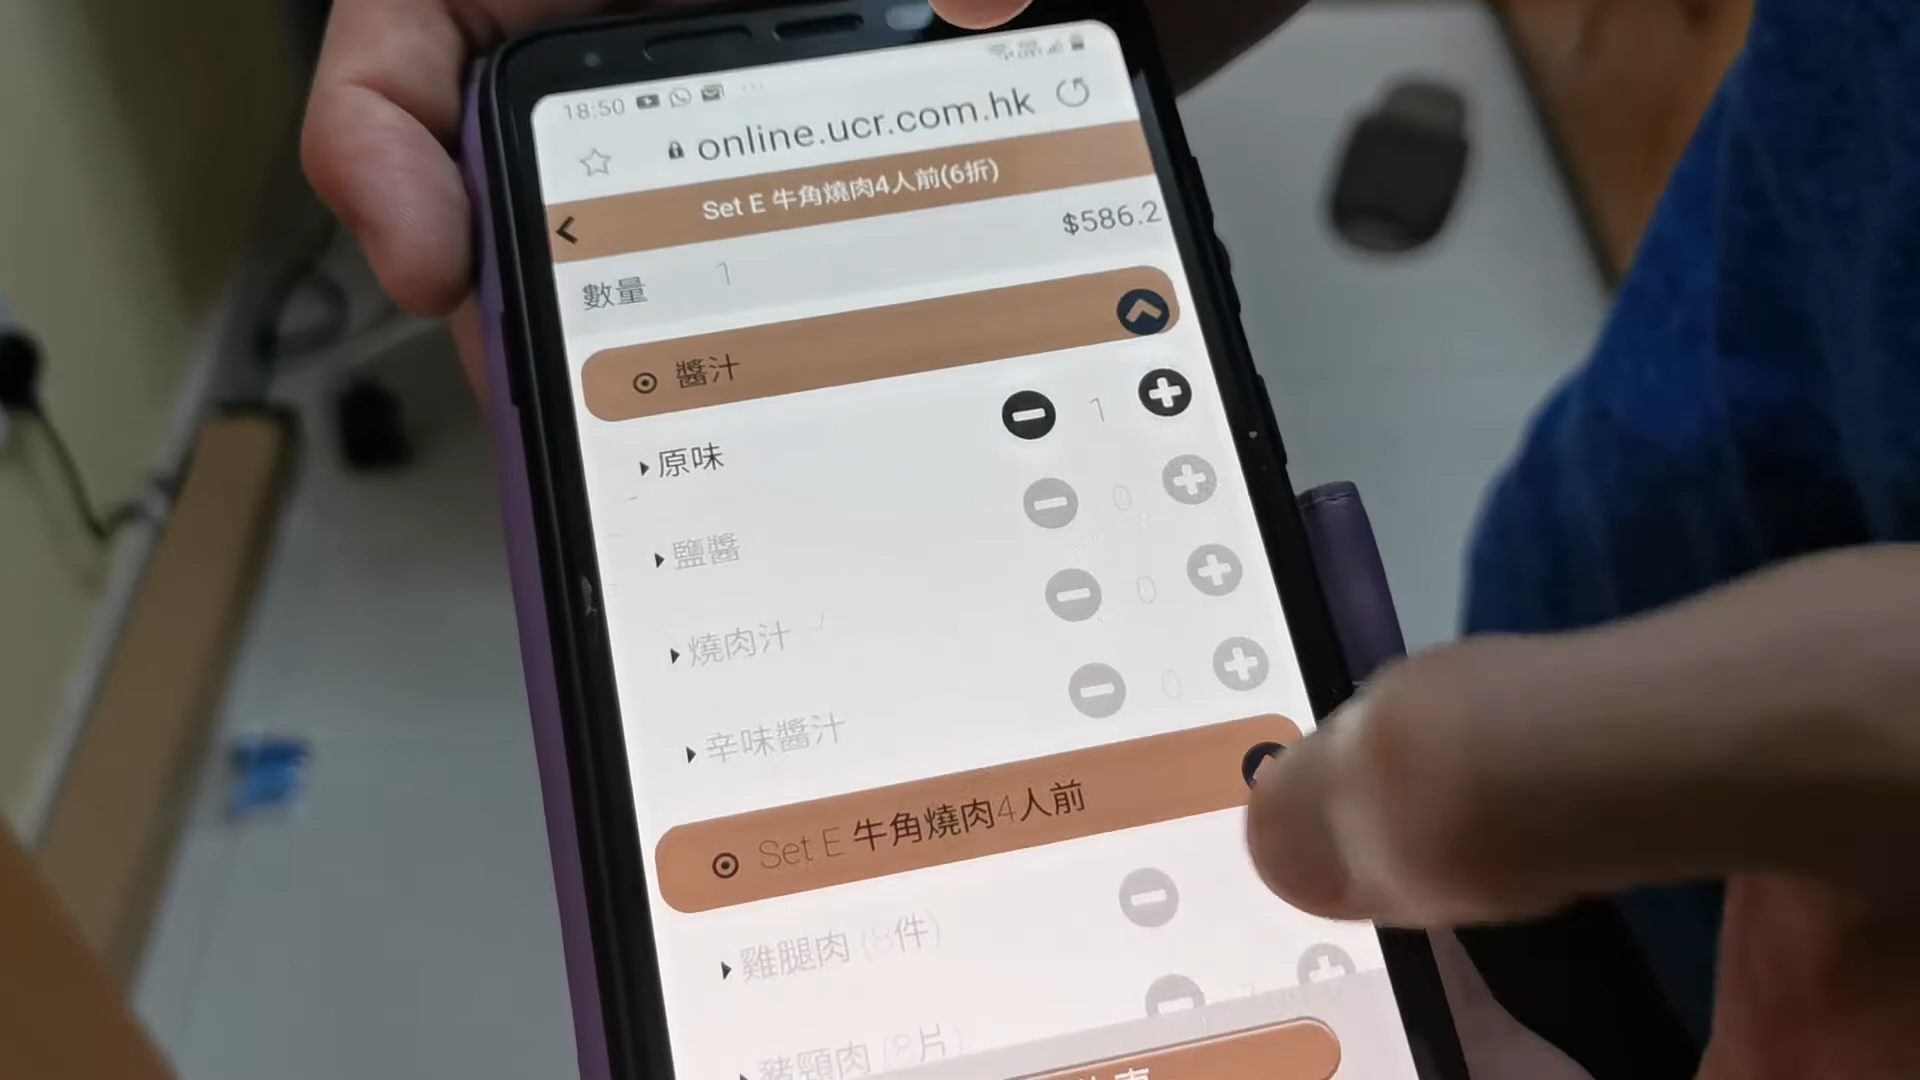 18:50
online.ucr.com.hk
Set E 牛角燒肉4人前(6折)
$586.2
數量 1
醬汁
原味 1
鹽醬 0
燒肉汁 0
辛味醬汁 0
Set E 牛角燒肉4人前
雞腿肉 (8件)
豬頸肉 (8片)